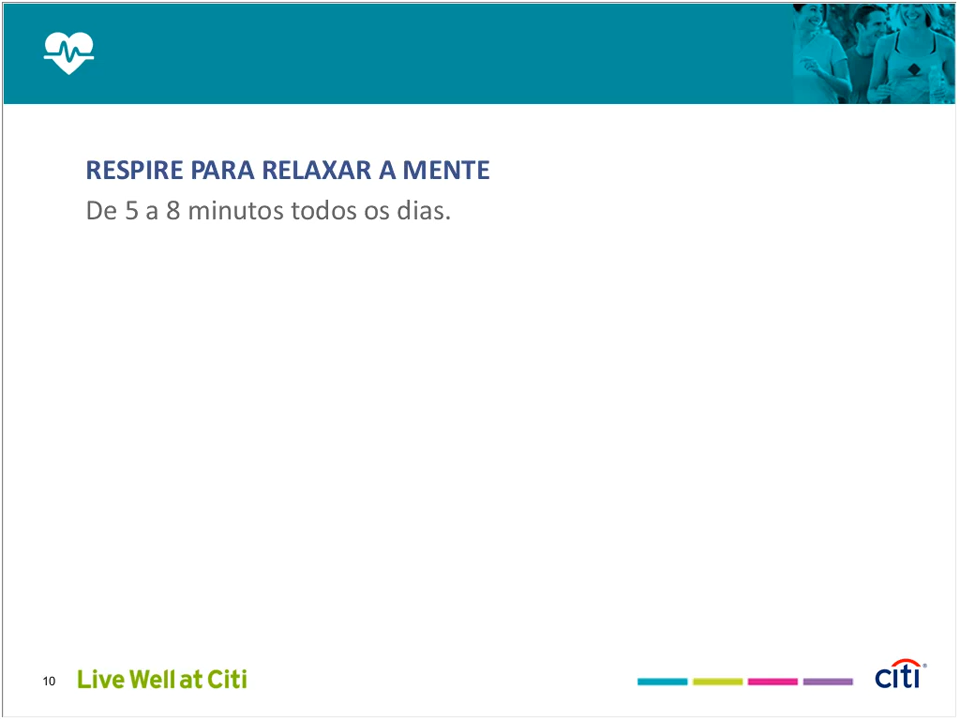 RESPIRE PARA RELAXAR A MENTE
De 5 a 8 minutos todos os dias.
10
Live Well at Citi
citi®